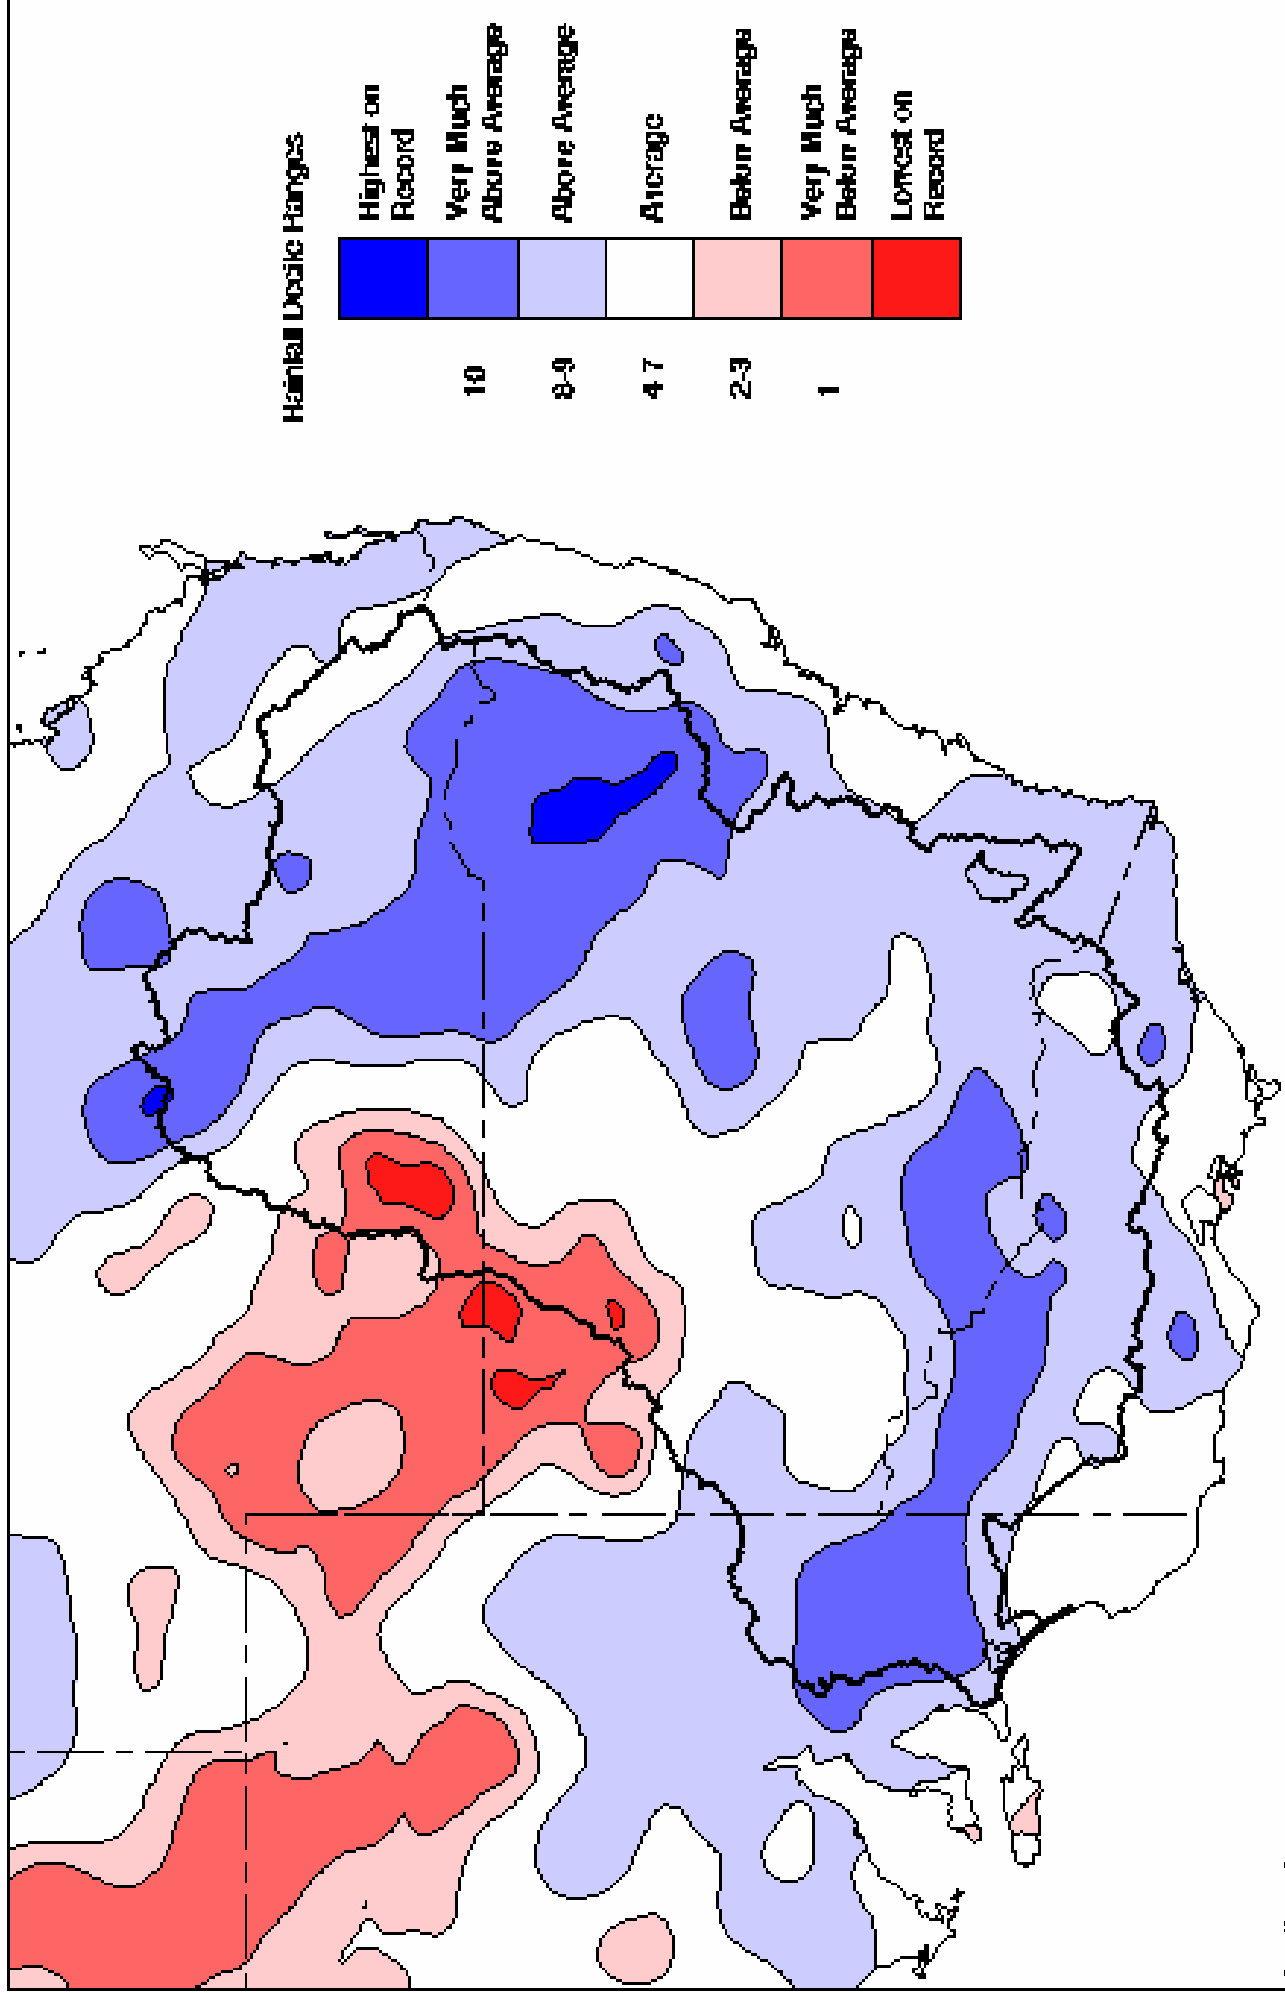 Rainfall Decile Ranges
Highest on
Record
10
Very Much
Above Average
8-9
Above Average
4-7
Average
2-3
Below Average
1
Very Much
Below Average
Lowest on
Record